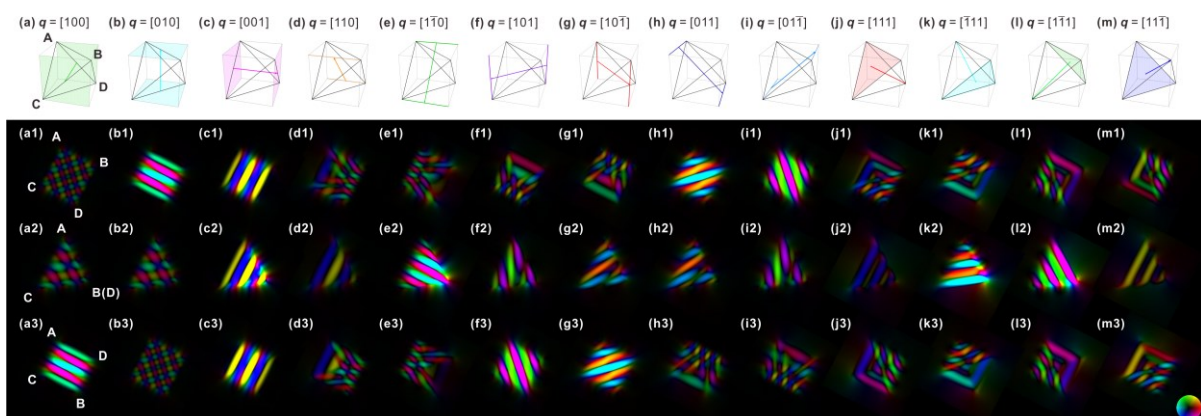 (a) q = [100] (b) q = [010] (c) q = [001] (d) q = [110] (e) q = [11̅0] (f) q = [101] (g) q = [101̅] (h) q = [011] (i) q = [011̅] (j) q = [111] (k) q = [1̅11] (l) q = [11̅1] (m) q = [111̅]
A
B
D
C
(a1) (b1) (c1) (d1) (e1) (f1) (g1) (h1) (i1) (j1) (k1) (l1) (m1)
A
B
C
D
(a2) A (b2) (c2) (d2) (e2) (f2) (g2) (h2) (i2) (j2) (k2) (l2) (m2)
C B(D)
(a3) (b3) (c3) (d3) (e3) (f3) (g3) (h3) (i3) (j3) (k3) (l3) (m3)
A
D
C
B